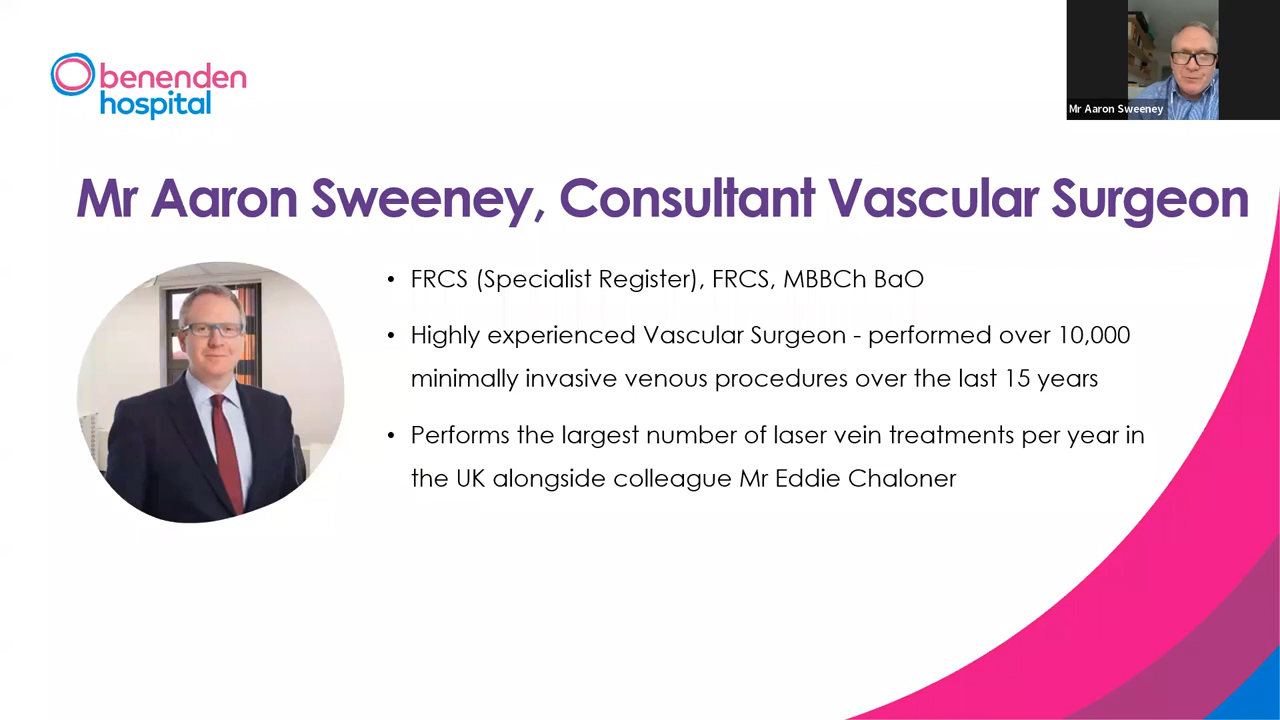 benenden
hospital
Mr Aaron Sweeney
Mr Aaron Sweeney, Consultant Vascular Surgeon
• FRCS (Specialist Register), FRCS, MBBCh BaO
• Highly experienced Vascular Surgeon - performed over 10,000
minimally invasive venous procedures over the last 15 years
• Performs the largest number of laser vein treatments per year in
the UK alongside colleague Mr Eddie Chaloner